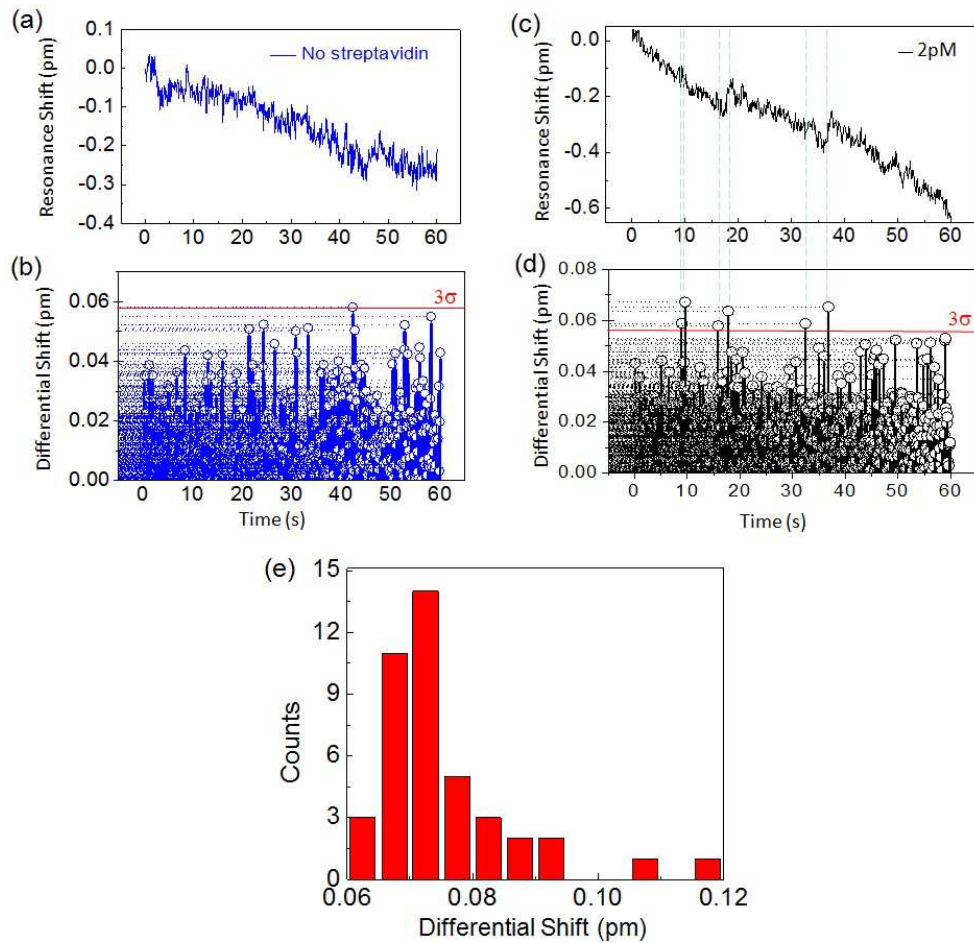 (a)
Resonance Shift (pm)
0.1
0.0
-0.1
-0.2
-0.3
-0.4
No streptavidin
0 10 20 30 40 50 60
(b)
Differential Shift (pm)
0.06
0.04
0.02
0.00
3σ
0 10 20 30 40 50 60
Time (s)
(c)
Resonance Shift (pm)
0.0
-0.2
-0.4
-0.6
2pM
0 10 20 30 40 50 60
(d)
Differential Shift (pm)
0.08
0.06
0.04
0.02
0.00
3σ
0 10 20 30 40 50 60
Time (s)
(e)
Counts
15
12
9
6
3
0
0.06 0.08 0.10 0.12
Differential Shift (pm)